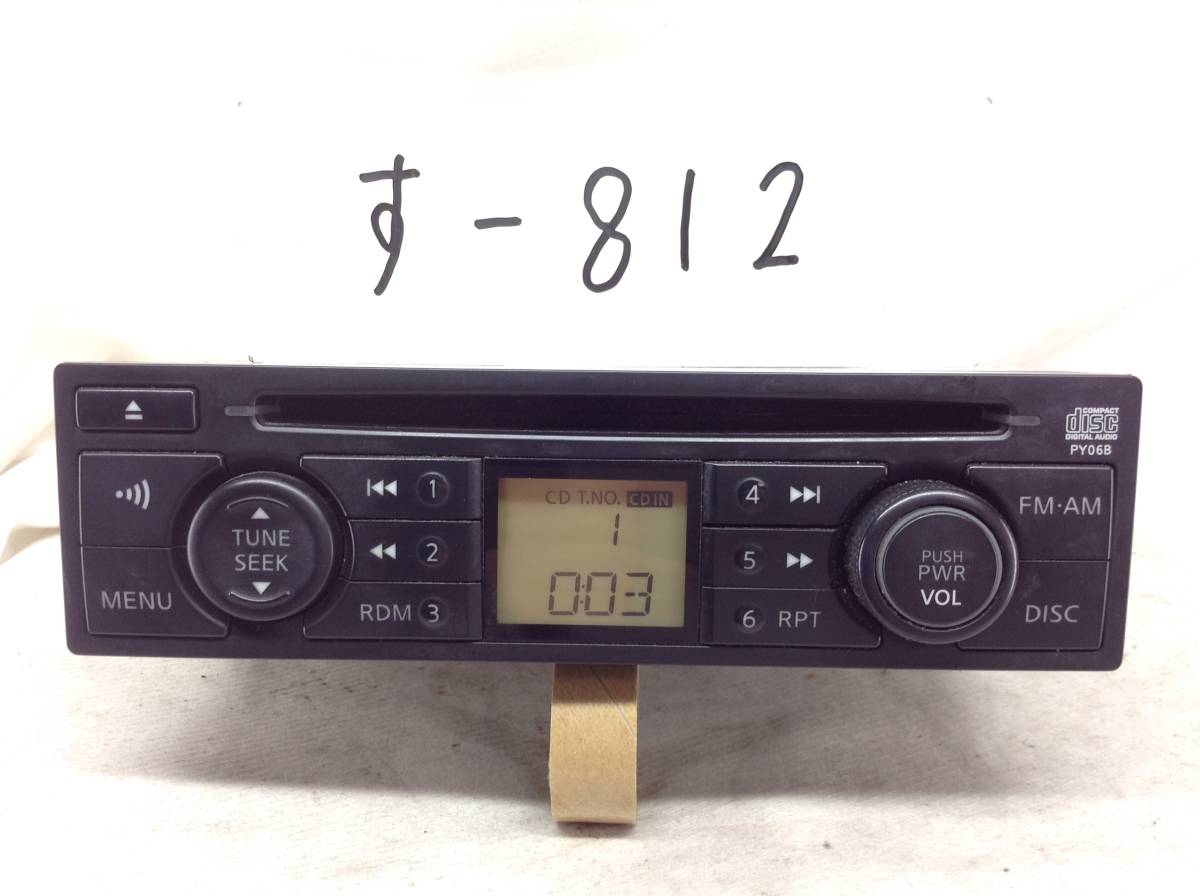 す-812
COMPACT
disc
DIGITAL AUDIO
PY06B
MENU
TUNE
SEEK
1
2
RDM 3
CD T.NO. CD IN
1
0:03
4
5
6 RPT
PUSH
PWR
VOL
FM·AM
DISC